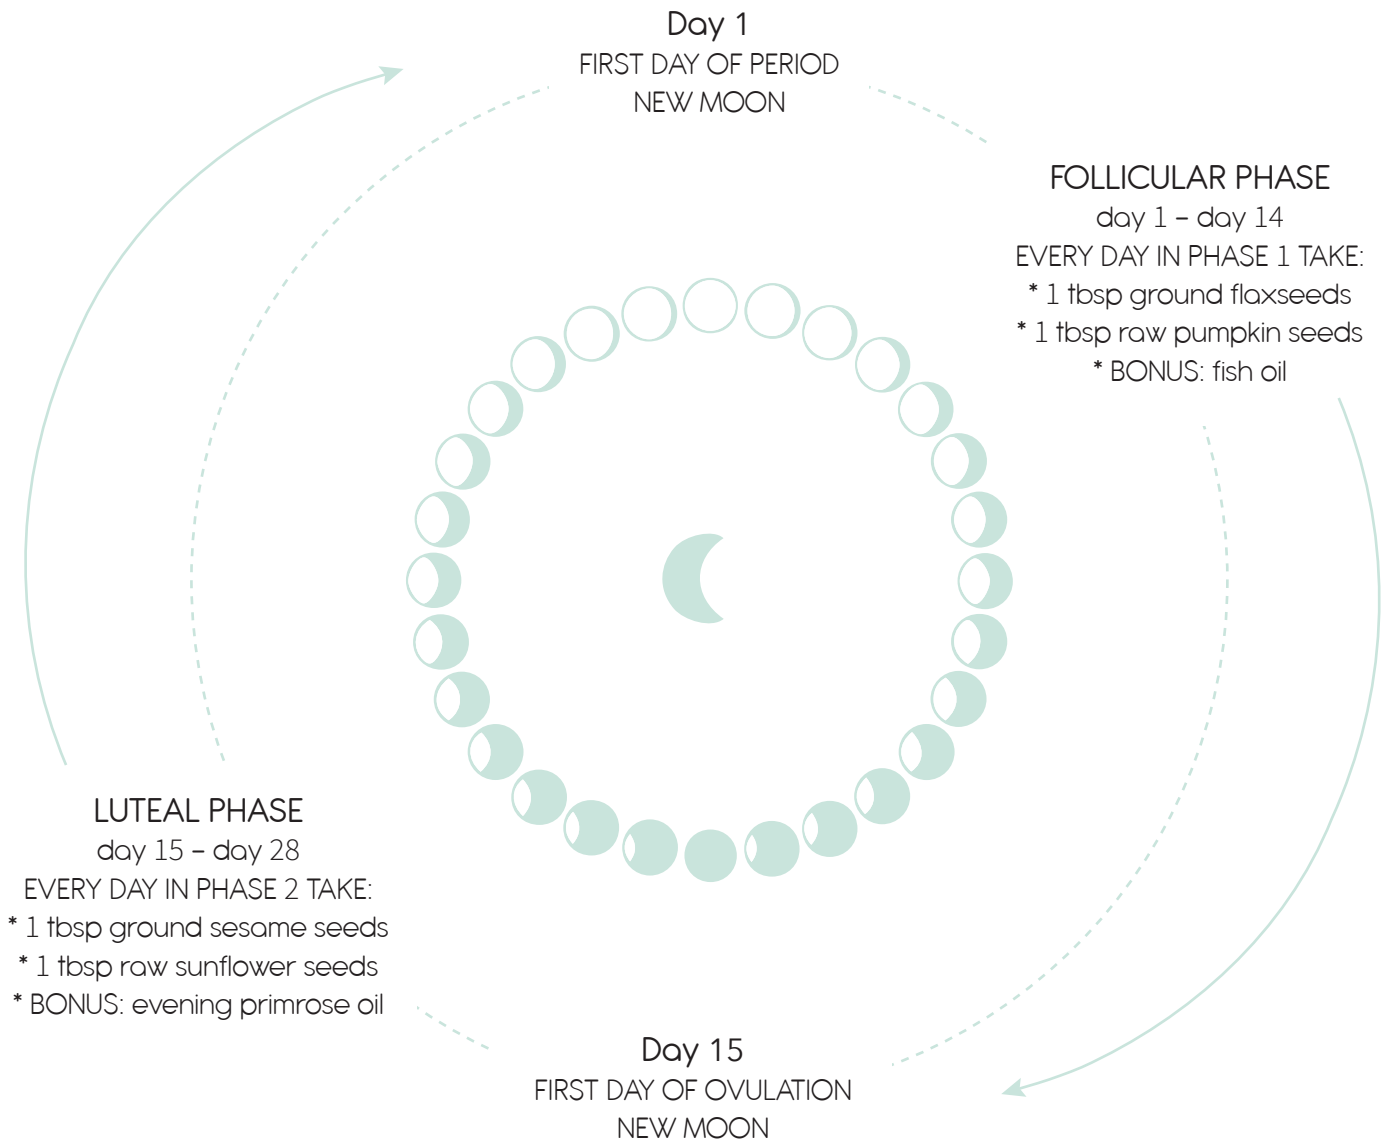 Day 1
FIRST DAY OF PERIOD
NEW MOON
FOLLICULAR PHASE
day 1 – day 14
EVERY DAY IN PHASE 1 TAKE:
* 1 tbsp ground flaxseeds
* 1 tbsp raw pumpkin seeds
* BONUS: fish oil
LUTEAL PHASE
day 15 – day 28
EVERY DAY IN PHASE 2 TAKE:
* 1 tbsp ground sesame seeds
* 1 tbsp raw sunflower seeds
* BONUS: evening primrose oil
Day 15
FIRST DAY OF OVULATION
NEW MOON